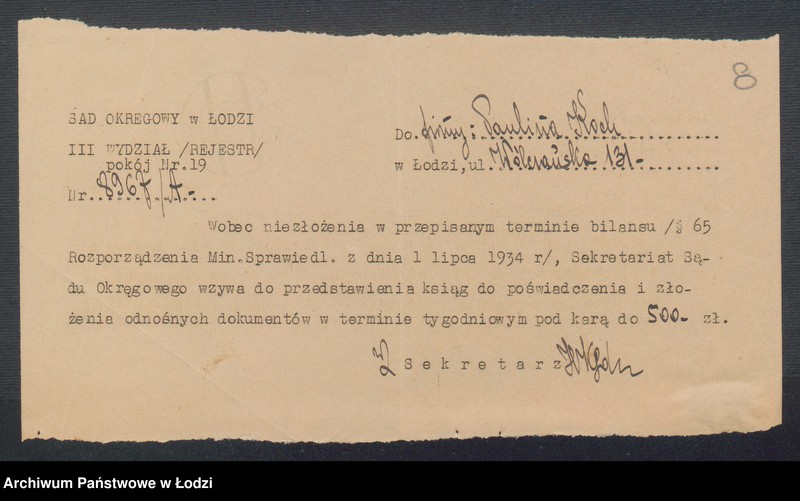 8
SAD OKREGOWY w ŁODZI
III WYDZIAŁ /REJESTR/
pokój Nr.19
Nr. 8967/A.-
Do firmy: Paulina Koch
w Łodzi, ul. Wólczańska 131-
Wobec niezłożenia w przepisanym terminie bilansu /§ 65
Rozporządzenia Min.Sprawiedl. z dnia 1 lipca 1934 r/, Sekretariat Są-
du Okręgowego wzywa do przedstawienia ksiąg do poświadczenia i zło-
żenia odnośnych dokumentów w terminie tygodniowym pod karą do 500- zł.
Sekretarz
Archiwum Państwowe w Łodzi